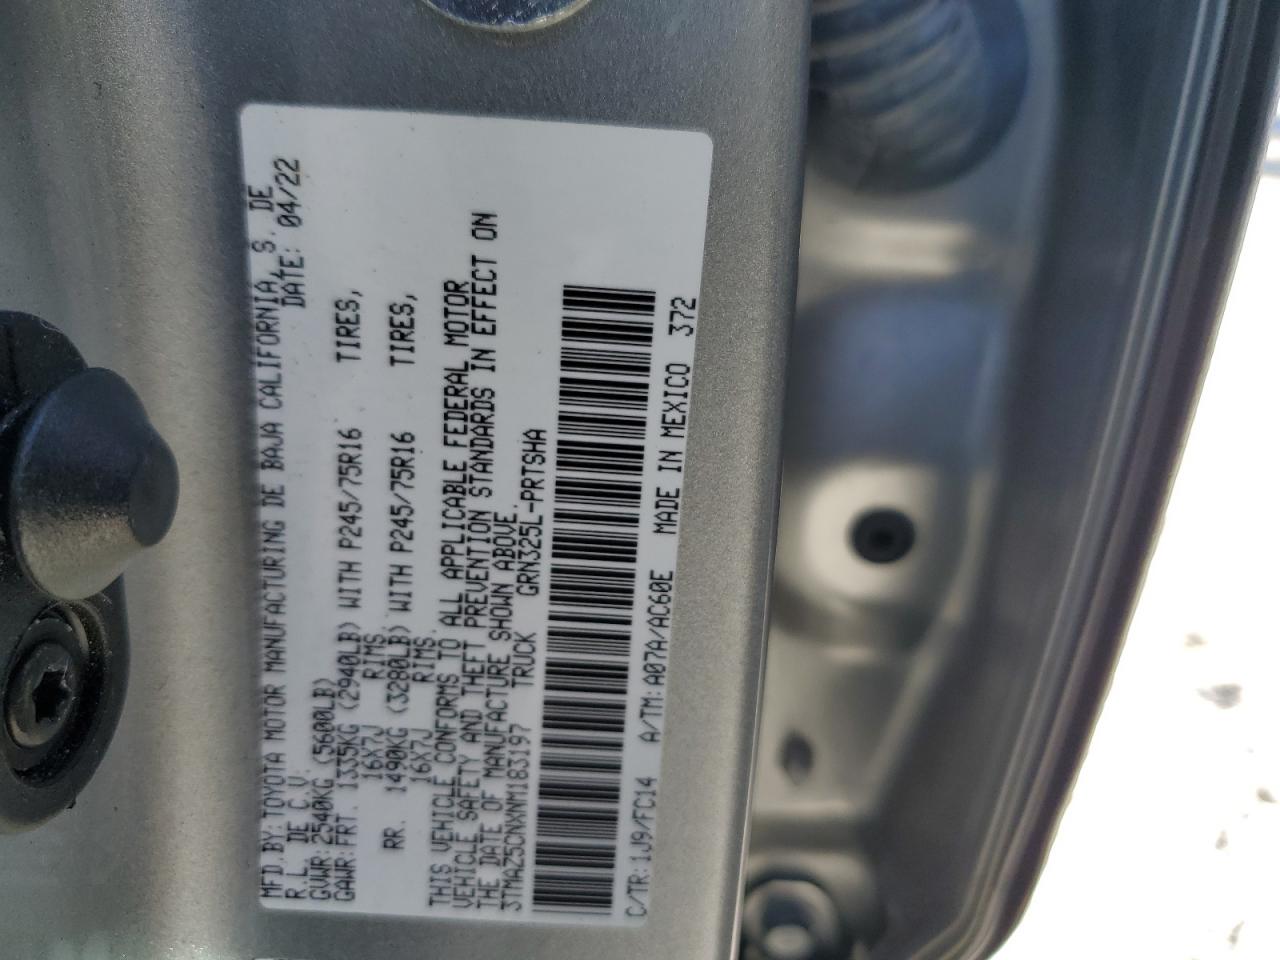 MFD.BY:TOYOTA MOTOR MANUFACTURING DE BAJA CALIFORNIA,S. DE
R.L. DE C.V. DATE: 04/22
GVWR:2540KG (5600LB)
GAWR:FRT. 1335KG (2940LB) WITH P245/75R16 TIRES,
16X7J RIMS
RR. 1490KG (3280LB) WITH P245/75R16 TIRES,
16X7J RIMS.
THIS VEHICLE CONFORMS TO ALL APPLICABLE FEDERAL MOTOR
VEHICLE SAFETY AND THEFT PREVENTION STANDARDS IN EFFECT ON
THE DATE OF MANUFACTURE SHOWN ABOVE.
3TMAZ5CNXNM183197 TRUCK GRN325L-PRTSHA
C/TR:1J9/FC14 A/TM:A07A/AC60E MADE IN MEXICO 372